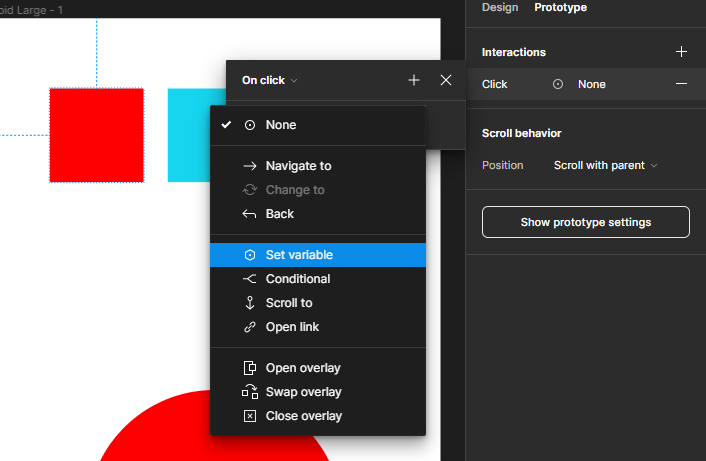 oid Large - 1
Design Prototype
Interactions
Click None
Scroll behavior
Position Scroll with parent
Show prototype settings
On click
None
Navigate to
Change to
Back
Set variable
Conditional
Scroll to
Open link
Open overlay
Swap overlay
Close overlay